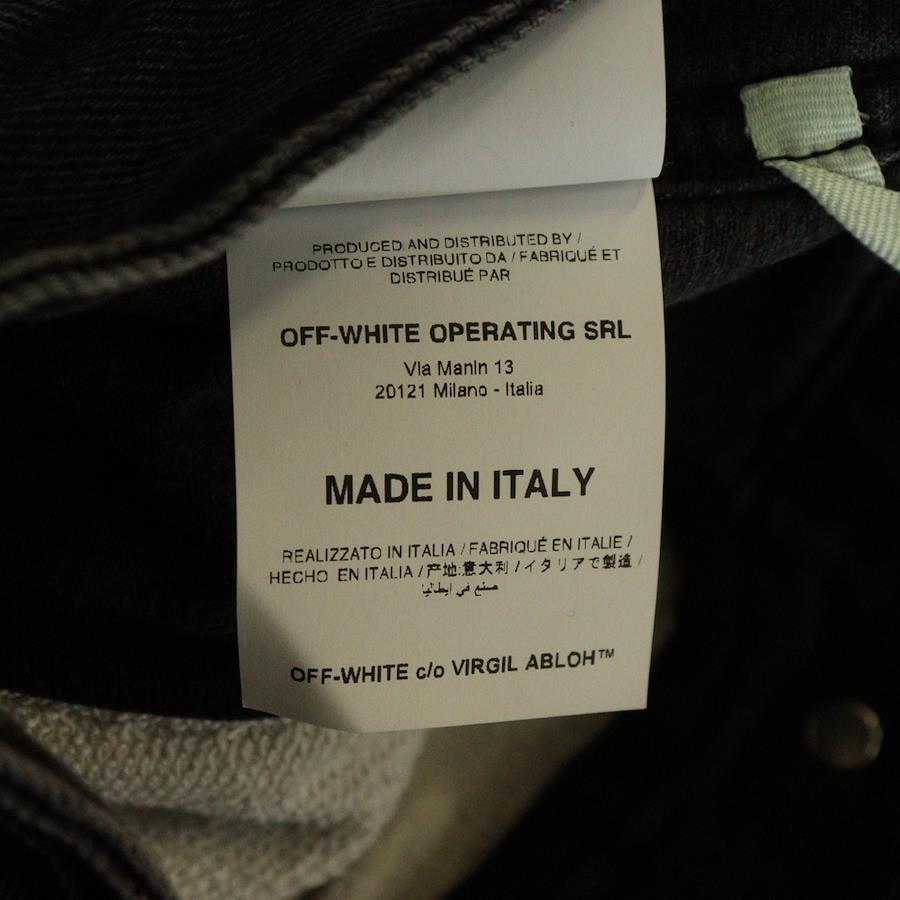 PRODUCED AND DISTRIBUTED BY /
PRODOTTO E DISTRIBUITO DA / FABRIQUÉ ET
DISTRIBUÉ PAR
OFF-WHITE OPERATING SRL
Via Manin 13
20121 Milano - Italia
MADE IN ITALY
REALIZZATO IN ITALIA / FABRIQUÉ EN ITALIE /
HECHO EN ITALIA / 产地:意大利 / イタリアで製造 /
صنع في ايطاليا
OFF-WHITE c/o VIRGIL ABLOH™